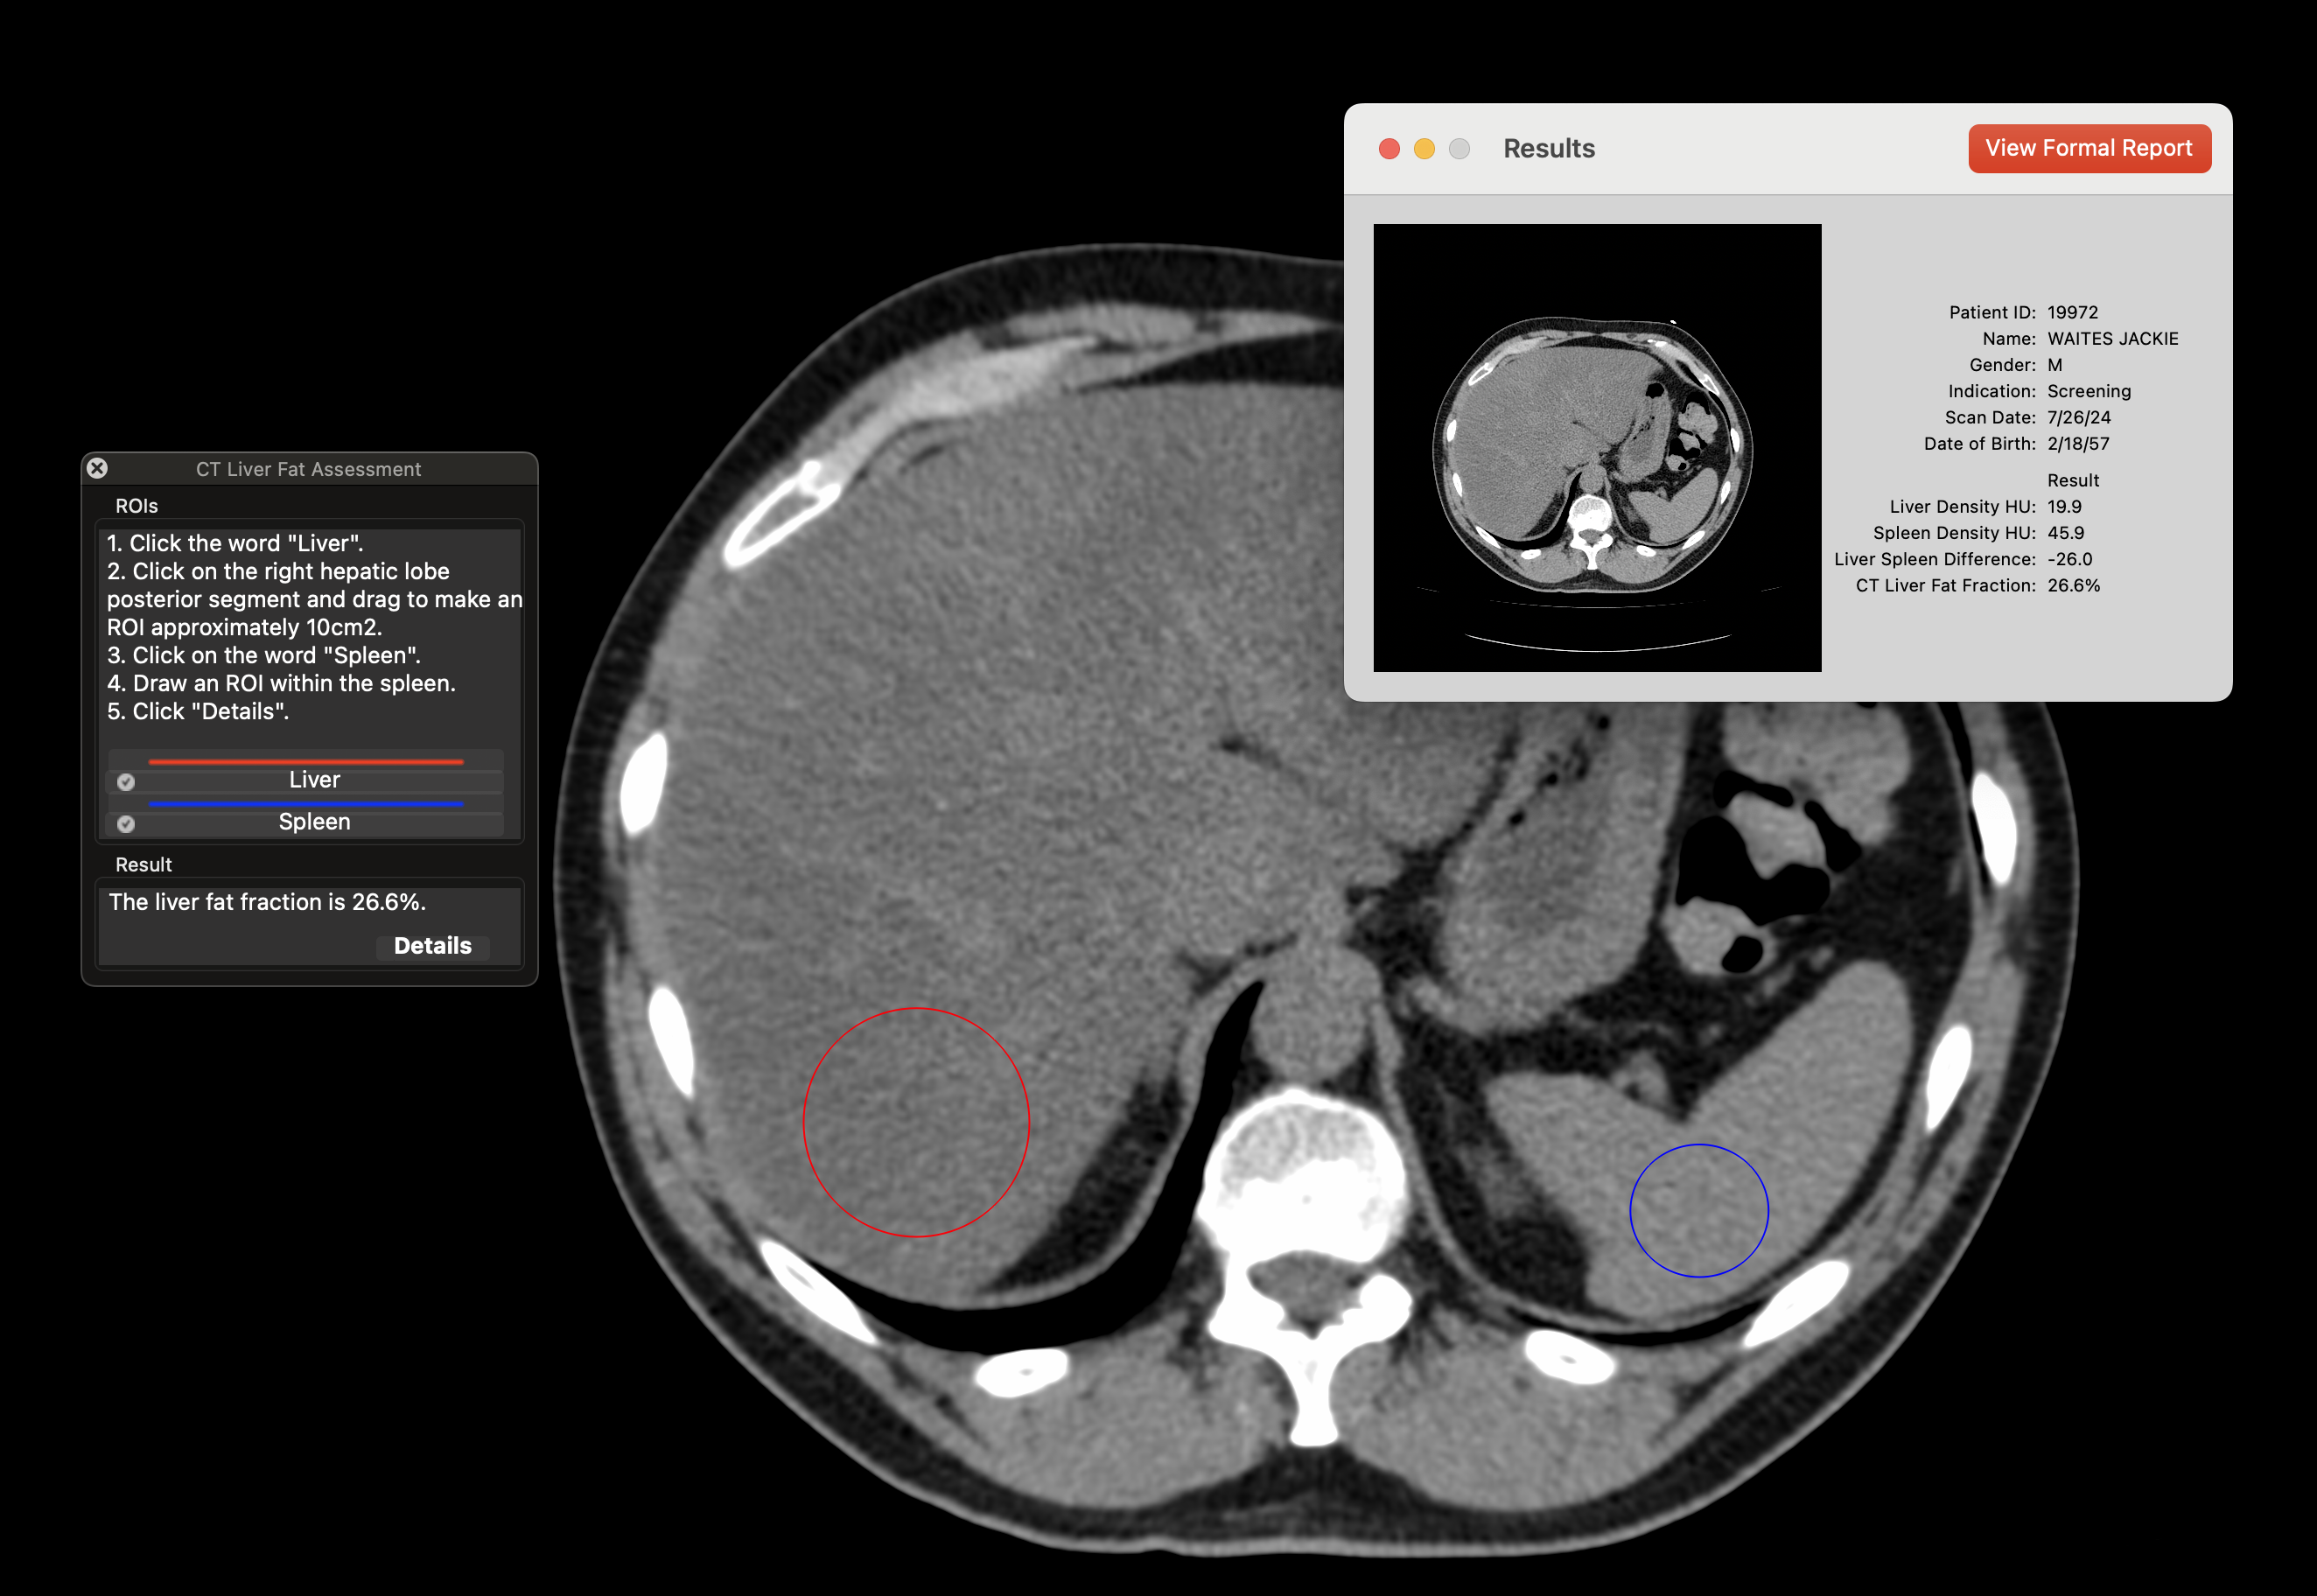 CT Liver Fat Assessment
ROIs
1. Click the word "Liver".
2. Click on the right hepatic lobe
posterior segment and drag to make an
ROI approximately 10cm2.
3. Click on the word "Spleen".
4. Draw an ROI within the spleen.
5. Click "Details".
Liver
Spleen
Result
The liver fat fraction is 26.6%.
Details
Results
View Formal Report
Patient ID: 19972
Name: WAITES JACKIE
Gender: M
Indication: Screening
Scan Date: 7/26/24
Date of Birth: 2/18/57
Result
Liver Density HU: 19.9
Spleen Density HU: 45.9
Liver Spleen Difference: -26.0
CT Liver Fat Fraction: 26.6%